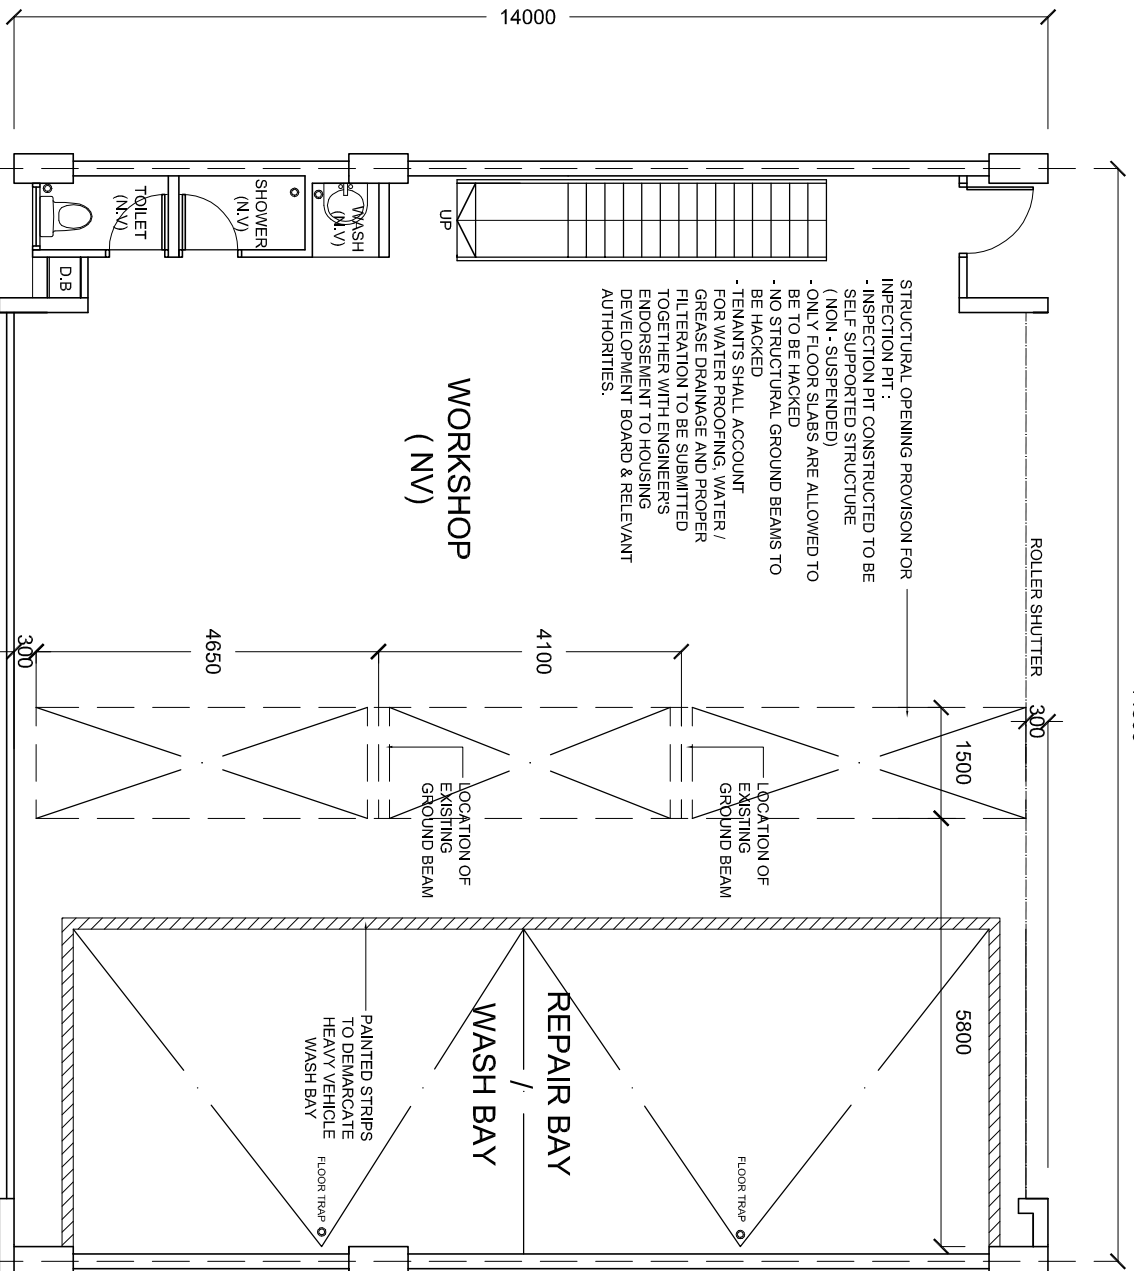 14000
ROLLER SHUTTER
300
STRUCTURAL OPENING PROVISON FOR
INPECTION PIT :
- INSPECTION PIT CONSTRUCTED TO BE
SELF SUPPORTED STRUCTURE
( NON - SUSPENDED)
- ONLY FLOOR SLABS ARE ALLOWED TO
BE TO BE HACKED
- NO STRUCTURAL GROUND BEAMS TO
BE HACKED
- TENANTS SHALL ACCOUNT
FOR WATER PROOFING, WATER /
GREASE DRAINAGE AND PROPER
FILTERATION TO BE SUBMITTED
TOGETHER WITH ENGINEER'S
ENDORSEMENT TO HOUSING
DEVELOPMENT BOARD & RELEVANT
AUTHORITIES.
1500
5800
UP
WASH
(N.V)
SHOWER
(N.V)
TOILET
(N.V)
D.B
WORKSHOP
( NV)
4100
4650
300
LOCATION OF
EXISTING
GROUND BEAM
LOCATION OF
EXISTING
GROUND BEAM
REPAIR BAY
/
WASH BAY
PAINTED STRIPS
TO DEMARCATE
HEAVY VEHICLE
WASH BAY
FLOOR TRAP
FLOOR TRAP